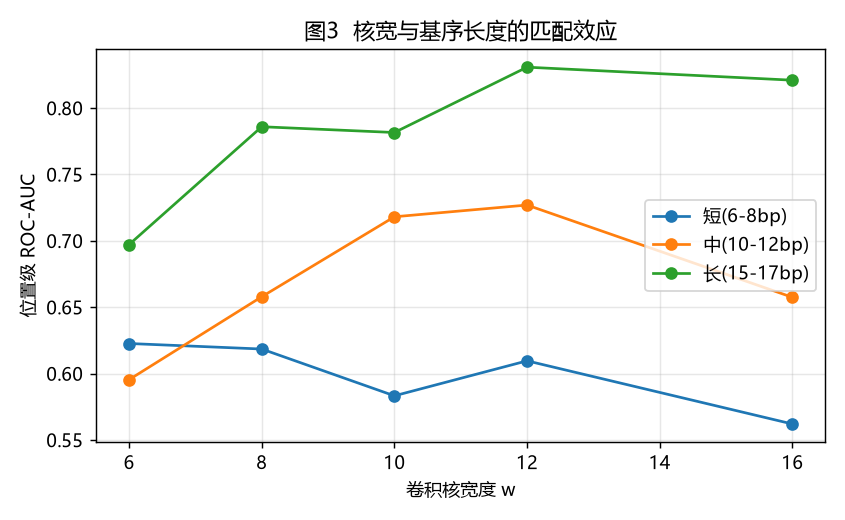 图3 核宽与基序长度的匹配效应
位置级 ROC-AUC
0.80
0.75
0.70
0.65
0.60
0.55
短(6-8bp)
中(10-12bp)
长(15-17bp)
6 8 10 12 14 16
卷积核宽度 w